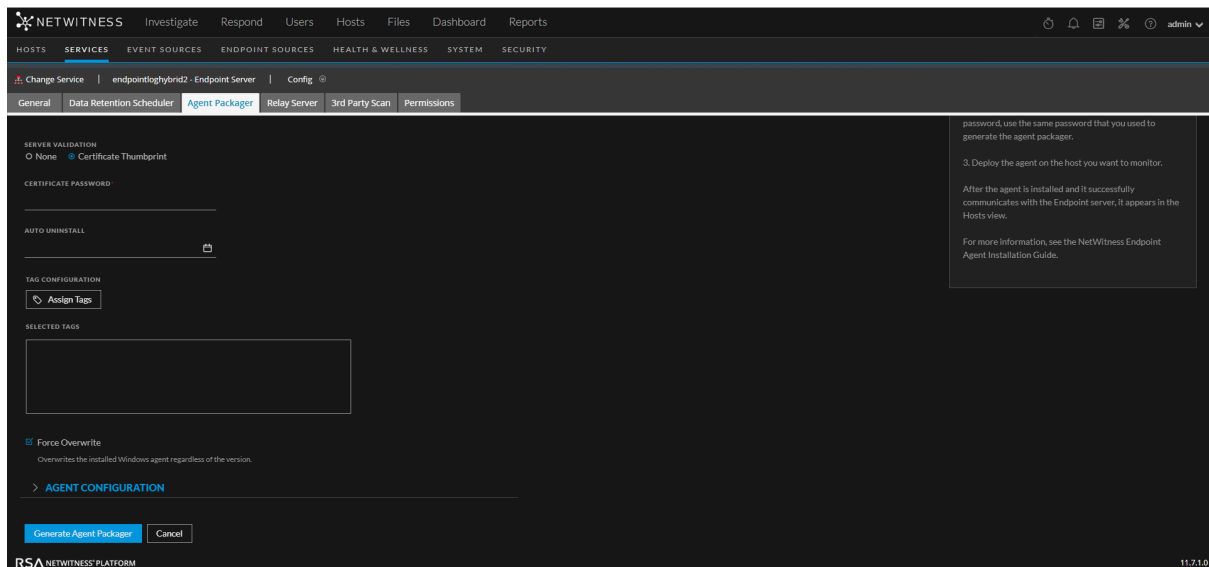 NETWITNESS Investigate Respond Users Hosts Files Dashboard Reports admin
HOSTS SERVICES EVENT SOURCES ENDPOINT SOURCES HEALTH & WELLNESS SYSTEM SECURITY
Change Service | endpointloghybrid2 - Endpoint Server | Config
General Data Retention Scheduler Agent Packager Relay Server 3rd Party Scan Permissions
SERVER VALIDATION
None Certificate Thumbprint
CERTIFICATE PASSWORD*
AUTO UNINSTALL
TAG CONFIGURATION
Assign Tags
SELECTED TAGS
Force Overwrite
Overwrites the installed Windows agent regardless of the version.
AGENT CONFIGURATION
Generate Agent Packager Cancel
password, use the same password that you used to
generate the agent packager.
3. Deploy the agent on the host you want to monitor.
After the agent is installed and it successfully
communicates with the Endpoint server, it appears in the
Hosts view.
For more information, see the NetWitness Endpoint
Agent Installation Guide.
RSA NETWITNESS® PLATFORM 11.7.1.0